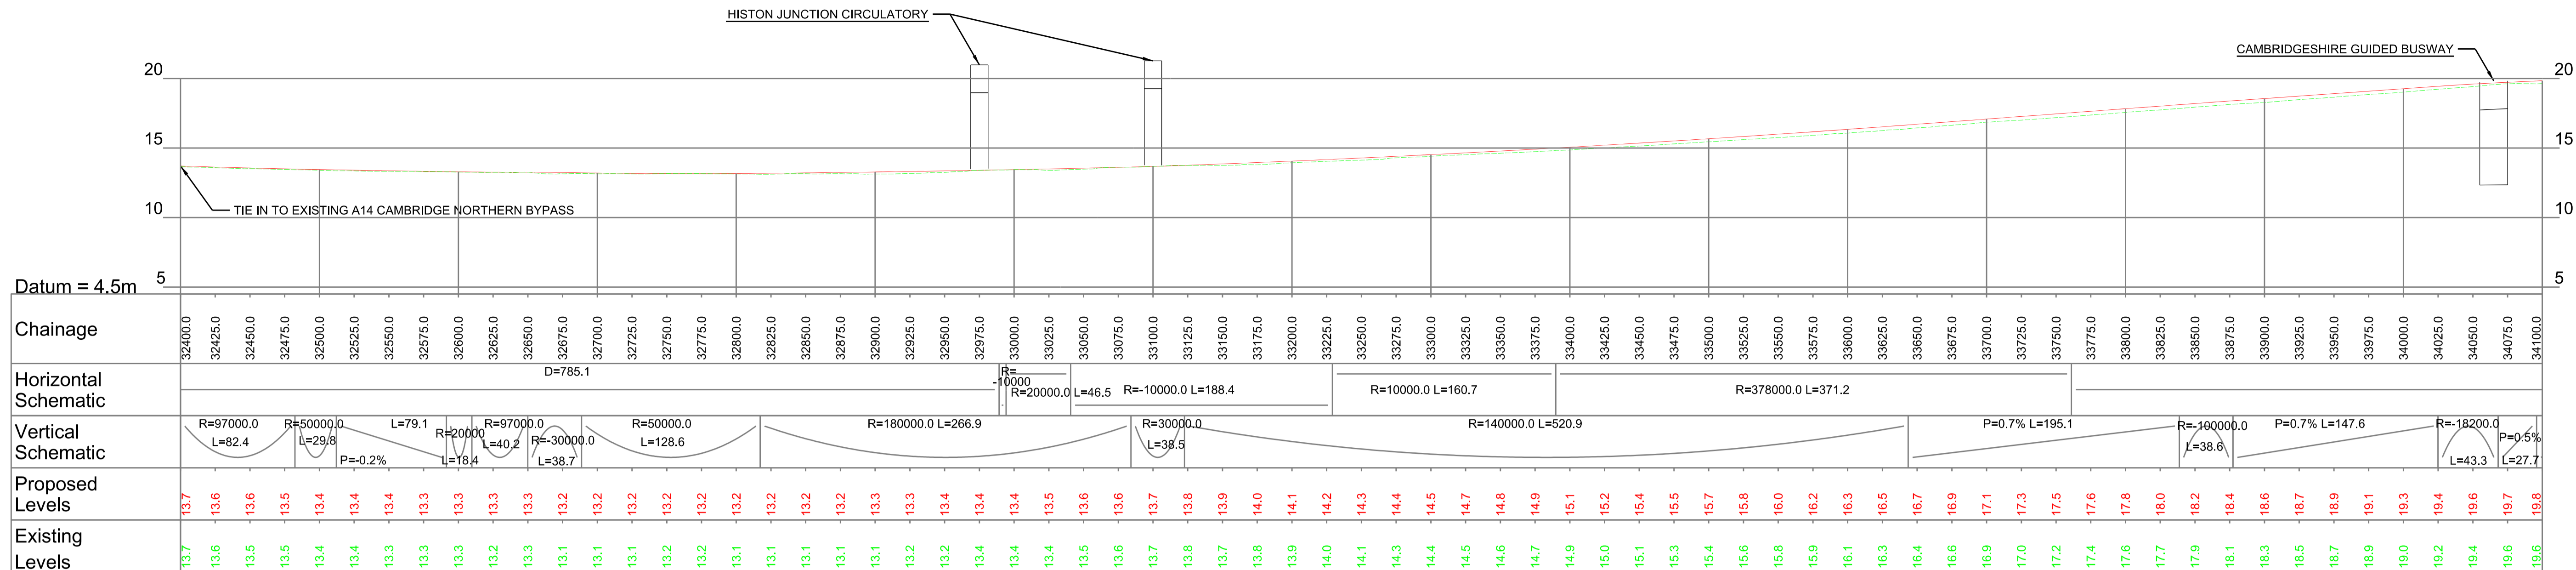 HISTON JUNCTION CIRCULATORY
CAMBRIDGESHIRE GUIDED BUSWAY
20
20
15
15
TIE IN TO EXISTING A14 CAMBRIDGE NORTHERN BYPASS
10
10
Datum = 4.5m
5
5
Chainage
32400.0 32425.0 32450.0 32475.0 32500.0 32525.0 32550.0 32575.0 32600.0 32625.0 32650.0 32675.0 32700.0 32725.0 32750.0 32775.0 32800.0 32825.0 32850.0 32875.0 32900.0 32925.0 32950.0 32975.0 33000.0 33025.0 33050.0 33075.0 33100.0 33125.0 33150.0 33175.0 33200.0 33225.0 33250.0 33275.0 33300.0 33325.0 33350.0 33375.0 33400.0 33425.0 33450.0 33475.0 33500.0 33525.0 33550.0 33575.0 33600.0 33625.0 33650.0 33675.0 33700.0 33725.0 33750.0 33775.0 33800.0 33825.0 33850.0 33875.0 33900.0 33925.0 33950.0 33975.0 34000.0 34025.0 34050.0 34075.0 34100.0
Horizontal
Schematic
D=785.1
R=
-10000
R=20000.0 L=46.5
R=-10000.0 L=188.4
R=10000.0 L=160.7
R=378000.0 L=371.2
Vertical
Schematic
R=97000.0
L=82.4
R=50000.0
L=29.8
L=79.1
P=-0.2%
R=20000
L=18.4
R=97000.0
L=40.2
R=-30000.0
L=38.7
R=50000.0
L=128.6
R=180000.0 L=266.9
R=30000.0
L=38.5
R=140000.0 L=520.9
P=0.7% L=195.1
R=-100000.0
L=38.6
P=0.7% L=147.6
R=-18200.0
L=43.3
P=0.5%
L=27.7
Proposed
Levels
13.7 13.6 13.6 13.5 13.4 13.4 13.4 13.3 13.3 13.3 13.3 13.2 13.2 13.2 13.2 13.2 13.2 13.2 13.2 13.2 13.3 13.3 13.4 13.4 13.4 13.5 13.6 13.6 13.7 13.8 13.9 14.0 14.1 14.2 14.3 14.4 14.5 14.7 14.8 14.9 15.1 15.2 15.4 15.5 15.7 15.8 16.0 16.2 16.3 16.5 16.7 16.9 17.1 17.3 17.5 17.6 17.8 18.0 18.2 18.4 18.6 18.7 18.9 19.1 19.3 19.4 19.6 19.7 19.8
Existing
Levels
13.7 13.6 13.5 13.5 13.4 13.4 13.3 13.3 13.3 13.2 13.3 13.1 13.1 13.1 13.2 13.2 13.1 13.1 13.1 13.1 13.1 13.2 13.2 13.4 13.4 13.4 13.5 13.6 13.7 13.8 13.7 13.8 13.9 14.0 14.1 14.3 14.4 14.5 14.6 14.7 14.9 15.0 15.1 15.3 15.4 15.6 15.8 15.9 16.1 16.3 16.4 16.6 16.9 17.0 17.2 17.4 17.6 17.7 17.9 18.1 18.3 18.5 18.7 18.9 19.0 19.2 19.4 19.6 19.6